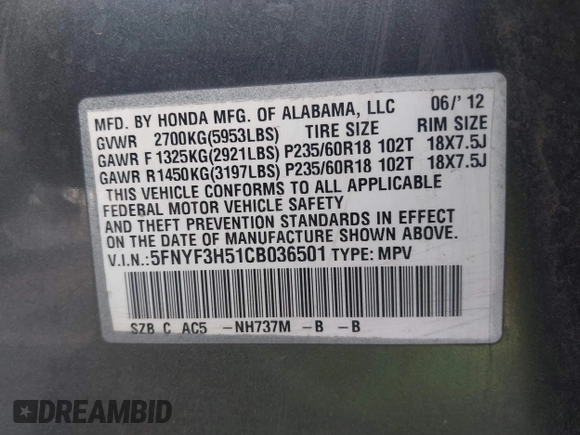 MFD. BY HONDA MFG. OF ALABAMA, LLC 06/' 12
GVWR 2700KG(5953LBS) TIRE SIZE RIM SIZE
GAWR F 1325KG(2921LBS) P235/60R18 102T 18X7.5J
GAWR R1450KG(3197LBS) P235/60R18 102T 18X7.5J
THIS VEHICLE CONFORMS TO ALL APPLICABLE
FEDERAL MOTOR VEHICLE SAFETY
AND THEFT PREVENTION STANDARDS IN EFFECT
ON THE DATE OF MANUFACTURE SHOWN ABOVE.
V.I.N.:5FNYF3H51CB036501 TYPE: MPV
SZB C AC5 -NH737M -B -B
DREAMBID